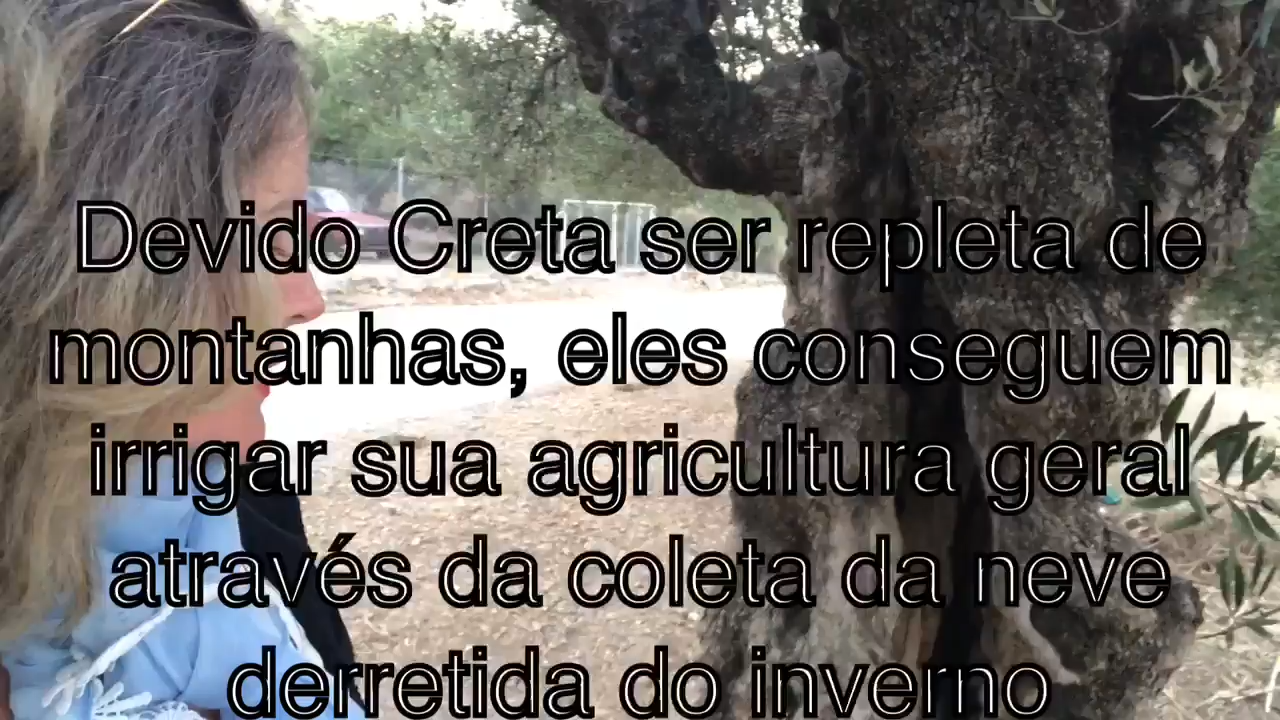 Devido Creta ser repleta de
montanhas, eles conseguem
irrigar sua agricultura geral
através da coleta da neve
derretida do inverno